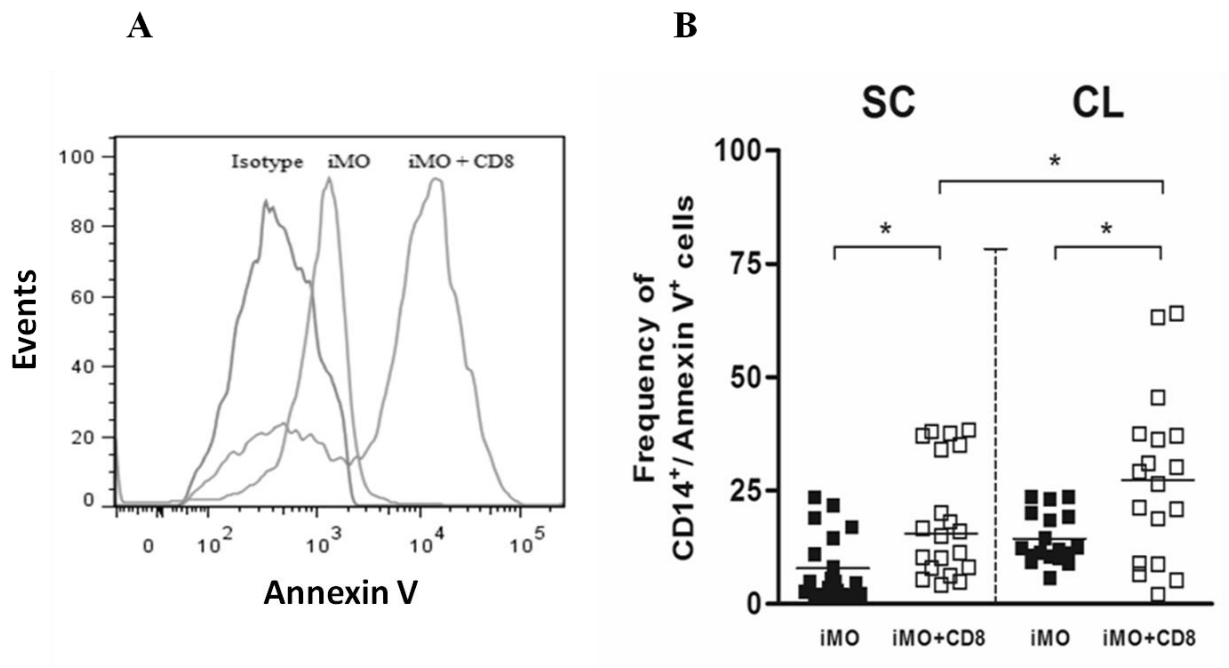 A
B
Isotype iMO iMO + CD8
100
80
60
40
20
0
0 10² 10³ 10⁴ 10⁵
Events
Annexin V
SC CL
*
* *
100
75
50
25
0
Frequency of
CD14⁺/Annexin V⁺ cells
iMO iMO+CD8 iMO iMO+CD8